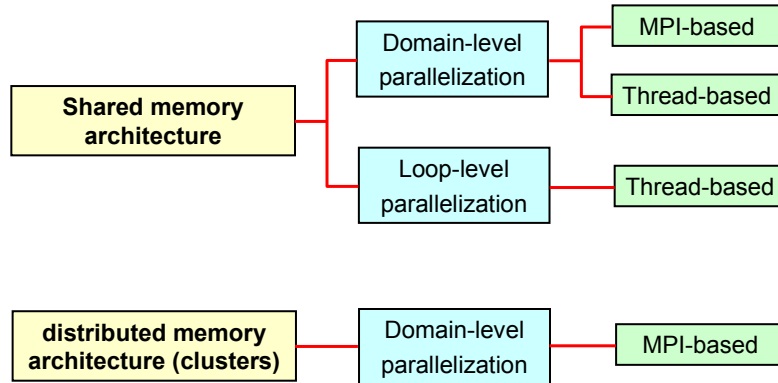 Shared memory
architecture
Domain-level
parallelization
MPI-based
Thread-based
Loop-level
parallelization
Thread-based
distributed memory
architecture (clusters)
Domain-level
parallelization
MPI-based